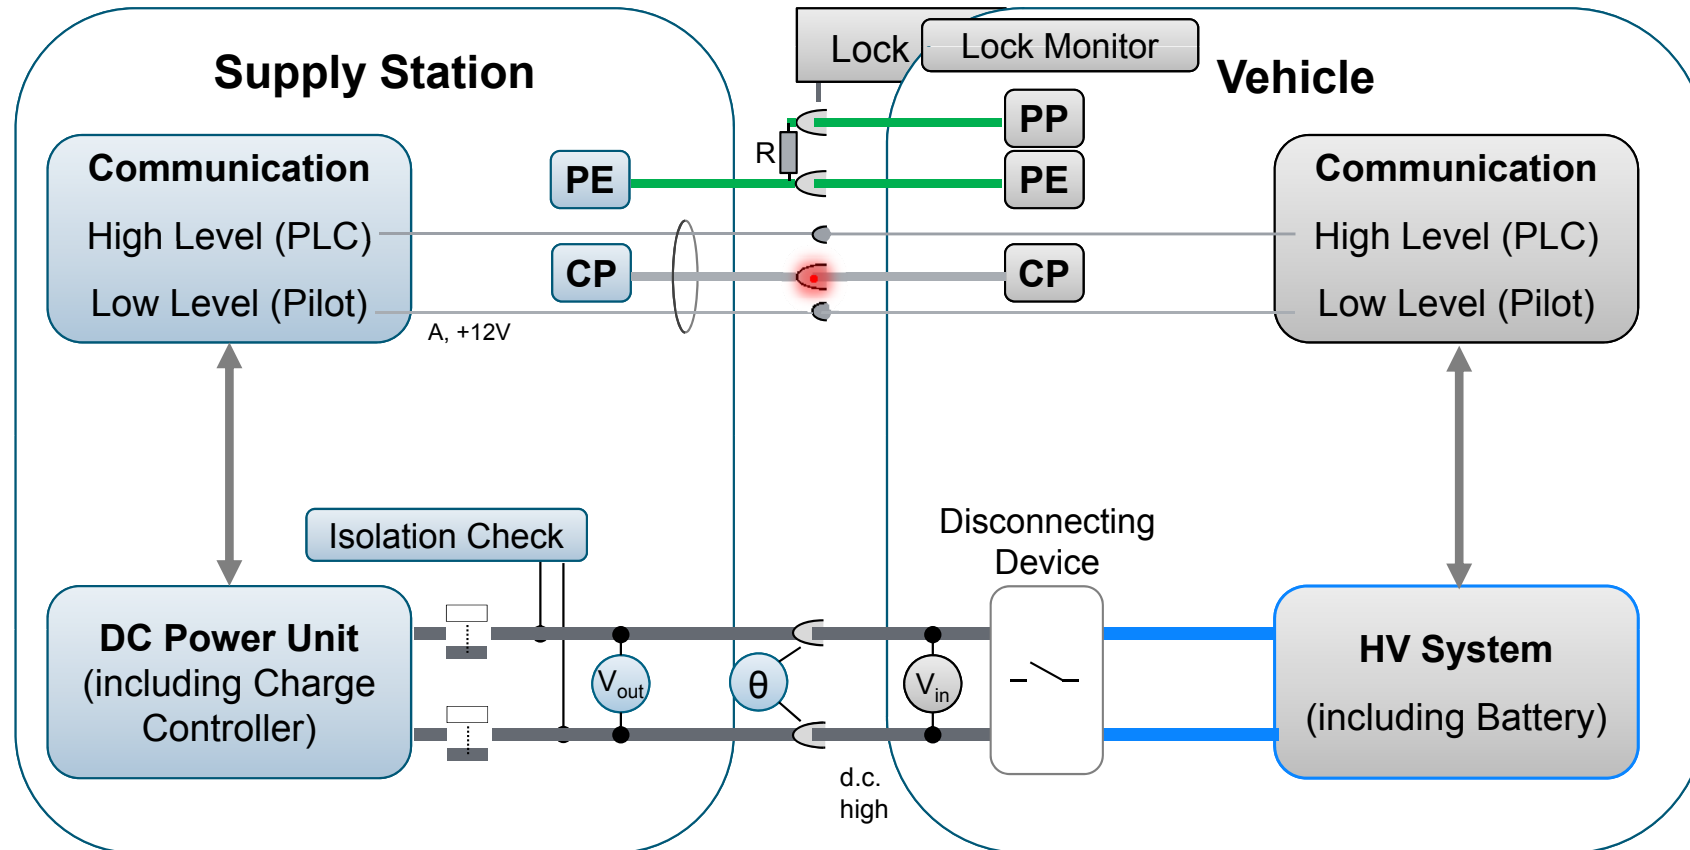 Supply Station
Lock
Lock Monitor
Vehicle
Communication
High Level (PLC)
Low Level (Pilot)
PE
CP
A, +12V
R
PP
PE
CP
Communication
High Level (PLC)
Low Level (Pilot)
Isolation Check
Disconnecting
Device
DC Power Unit
(including Charge
Controller)
Vout
θ
Vin
d.c.
high
HV System
(including Battery)